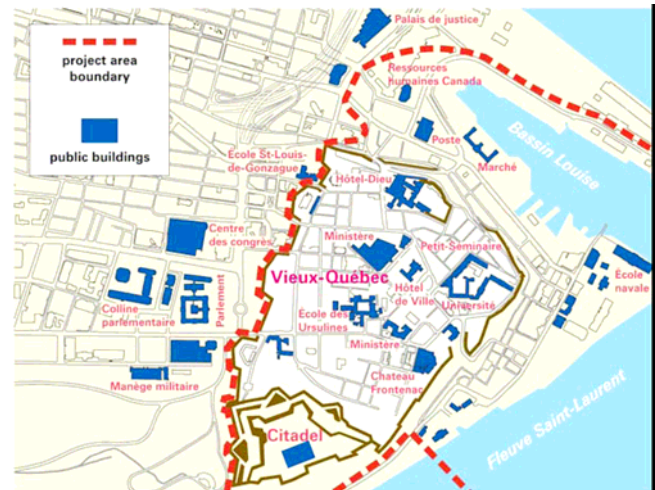 project area
boundary
public buildings
Palais de justice
Ressources
humaines Canada
Poste
Marché
Bassin Louise
École St-Louis-
de-Gonzague
Hôtel-Dieu
Centre
des congrès
Ministère
Petit-Séminaire
Vieux-Québec
Hôtel
de Ville
Université
École
navale
Colline
parlementaire
Parlement
École des
Ursulines
Ministère
Manège militaire
Chateau
Frontenac
Citadel
Fleuve Saint-Laurent